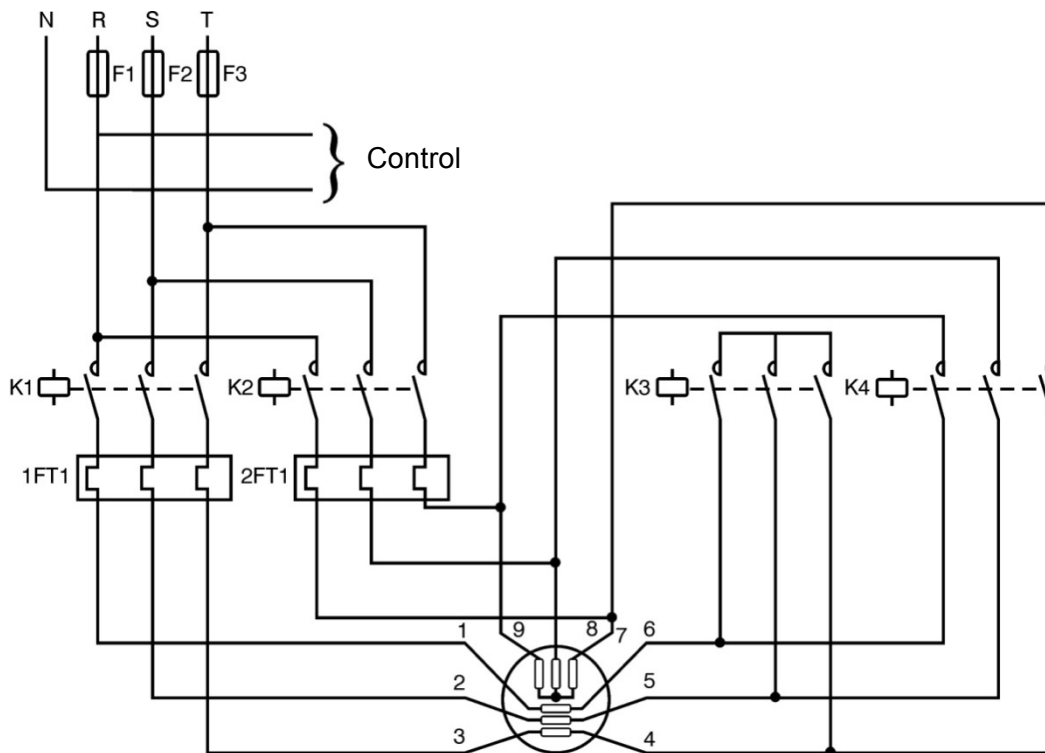 N R S T
F1 F2 F3
Control
K1 K2 K3 K4
1FT1 2FT1
1 9 8 7 6
2 5
3 4